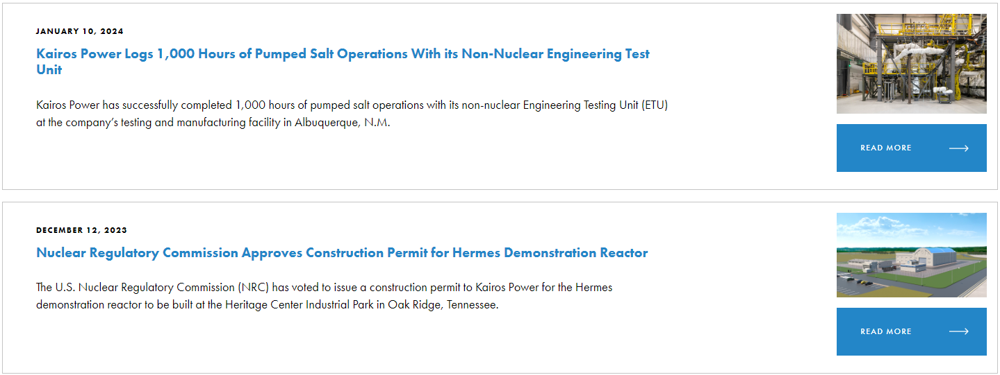 JANUARY 10, 2024
Kairos Power Logs 1,000 Hours of Pumped Salt Operations With its Non-Nuclear Engineering Test
Unit
Kairos Power has successfully completed 1,000 hours of pumped salt operations with its non-nuclear Engineering Testing Unit (ETU)
at the company’s testing and manufacturing facility in Albuquerque, N.M.
READ MORE
DECEMBER 12, 2023
Nuclear Regulatory Commission Approves Construction Permit for Hermes Demonstration Reactor
The U.S. Nuclear Regulatory Commission (NRC) has voted to issue a construction permit to Kairos Power for the Hermes
demonstration reactor to be built at the Heritage Center Industrial Park in Oak Ridge, Tennessee.
READ MORE